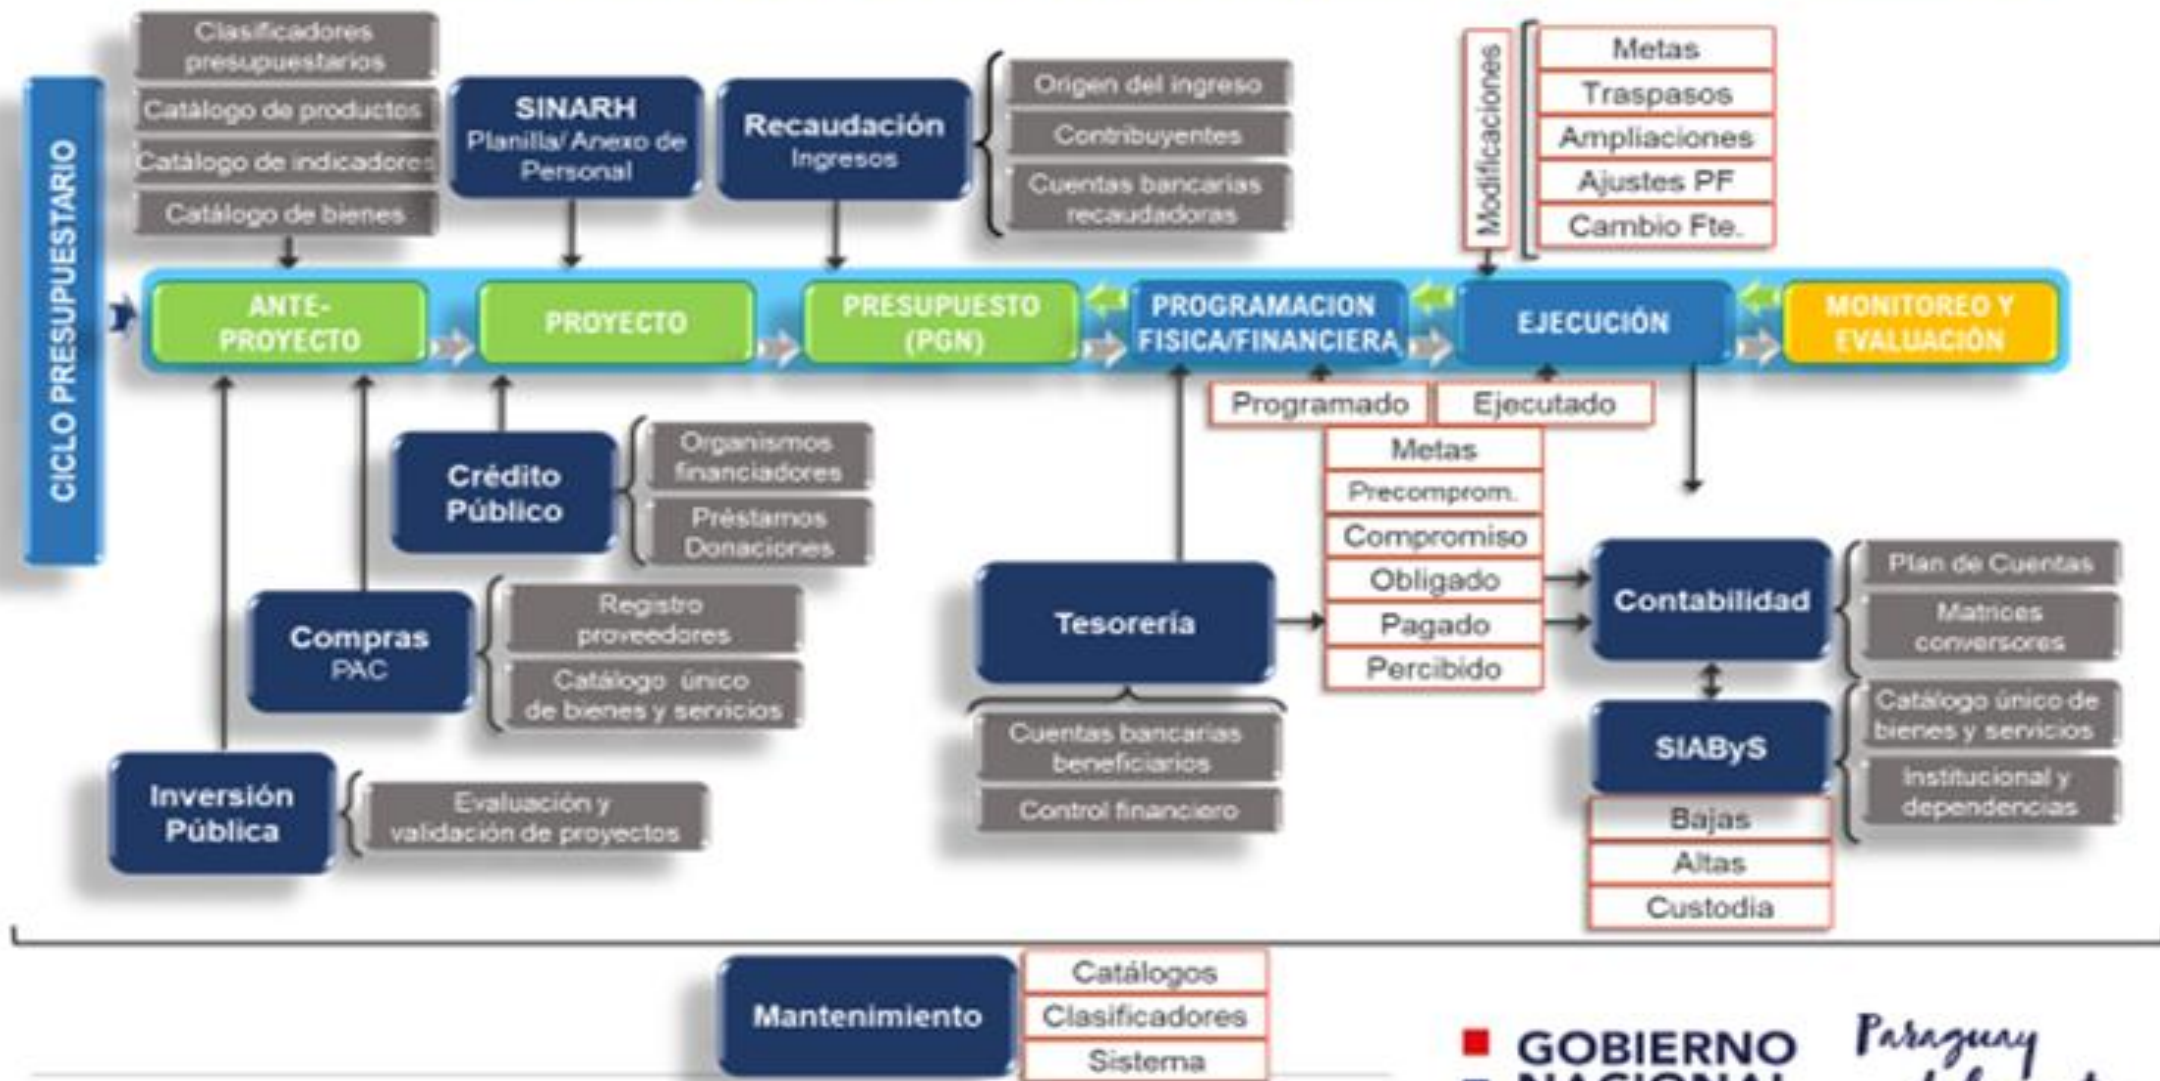 CICLO PRESUPUESTARIO
Clasificadores
presupuestarios
Catálogo de productos
Catálogo de indicadores
Catálogo de bienes
SINARH
Planilla/ Anexo de
Personal
Recaudación
Ingresos
Origen del ingreso
Contribuyentes
Cuentas bancarias
recaudadoras
Modificaciones
Metas
Traspasos
Ampliaciones
Ajustes PF
Cambio Fte.
ANTE-
PROYECTO
PROYECTO
PRESUPUESTO
(PGN)
PROGRAMACION
FISICA/FINANCIERA
EJECUCIÓN
MONITOREO Y
EVALUACIÓN
Programado
Ejecutado
Metas
Precomprom.
Compromiso
Obligado
Pagado
Percibido
Crédito
Público
Organismos
financiadores
Préstamos
Donaciones
Compras
PAC
Registro
proveedores
Catálogo único
de bienes y servicios
Inversión
Pública
Evaluación y
validación de proyectos
Tesorería
Cuentas bancarias
beneficiarios
Control financiero
Contabilidad
Plan de Cuentas
Matrices
conversores
SIAByS
Catálogo único de
bienes y servicios
Institucional y
dependencias
Bajas
Altas
Custodia
Mantenimiento
Catálogos
Clasificadores
Sistema
GOBIERNO
NACIONAL
Paraguay